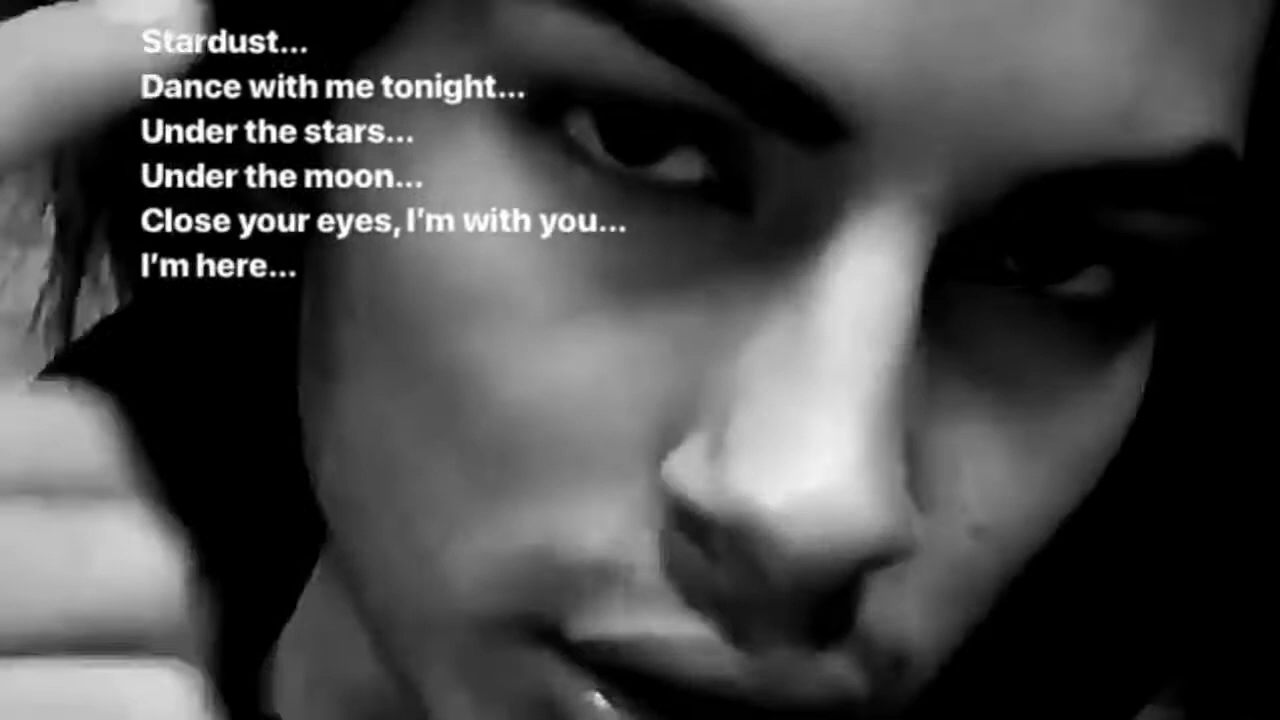 Stardust...
Dance with me tonight...
Under the stars...
Under the moon...
Close your eyes, I'm with you...
I'm here...